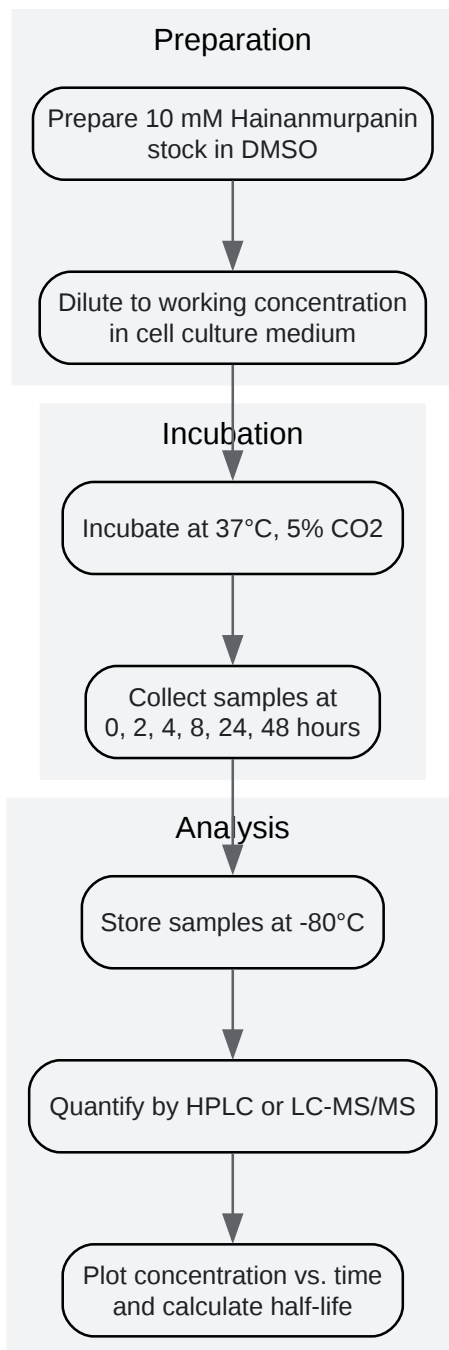 Preparation
Prepare 10 mM Hainanmurpanin
stock in DMSO
Dilute to working concentration
in cell culture medium
Incubation
Incubate at 37°C, 5% CO2
Collect samples at
0, 2, 4, 8, 24, 48 hours
Analysis
Store samples at -80°C
Quantify by HPLC or LC-MS/MS
Plot concentration vs. time
and calculate half-life